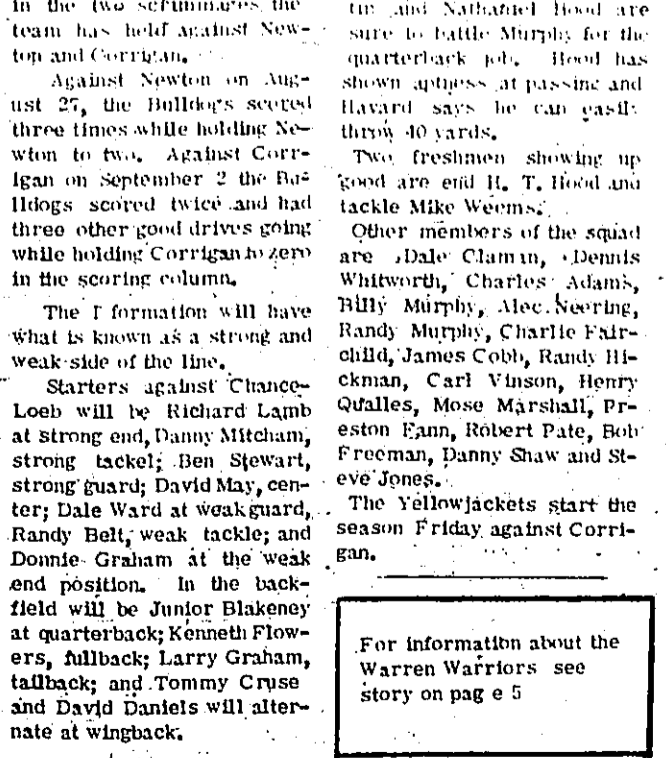 in the two scrimmages the
team has held against New-
top and Corrigan.
Against Newton on Aug-
ust 27, the Bulldogs scored
three times while holding Ne-
wton to two. Against Corr-
igan on September 2 the Bu-
lldogs scored twice and had
three other good drives going
while holding Corrigan to zero
in the scoring column.
The I formation will have
what is known as a strong and
weak side of the line.
Starters against Chance-
Loeb will be Richard Lamb
at strong end, Danny Mitcham,
strong tackel; Ben Stewart,
strong guard; David May, cen-
ter; Dale Ward at weak guard,
Randy Belt, weak tackle; and
Donnie Graham at the weak
end position. In the back-
field will be Junior Blakeney
at quarterback; Kenneth Flow-
ers, fullback; Larry Graham,
tailback; and Tommy Cruse
and David Daniels will alter-
nate at wingback.
and Nathaniel Hood are
sure to battle Murphy for the
quarterback job. Hood has
shown aptness at passing and
Havard says he can easily
throw 40 yards.
Two freshmen showing up
good are end H. T. Hood and
tackle Mike Weems.
Other members of the squad
are Dale Claman, Dennis
Whitworth, Charles Adams,
Billy Murphy, Alec Neering,
Randy Murphy, Charlie Fair-
child, James Cobb, Randy Hi-
ckman, Carl Vinson, Henry
Qualles, Mose Marshall, Pr-
eston Fann, Robert Pate, Bob
Freeman, Danny Shaw and St-
eve Jones.
The Yellowjackets start the
season Friday against Corri-
gan.
For information about the
Warren Warriors see
story on pag e 5